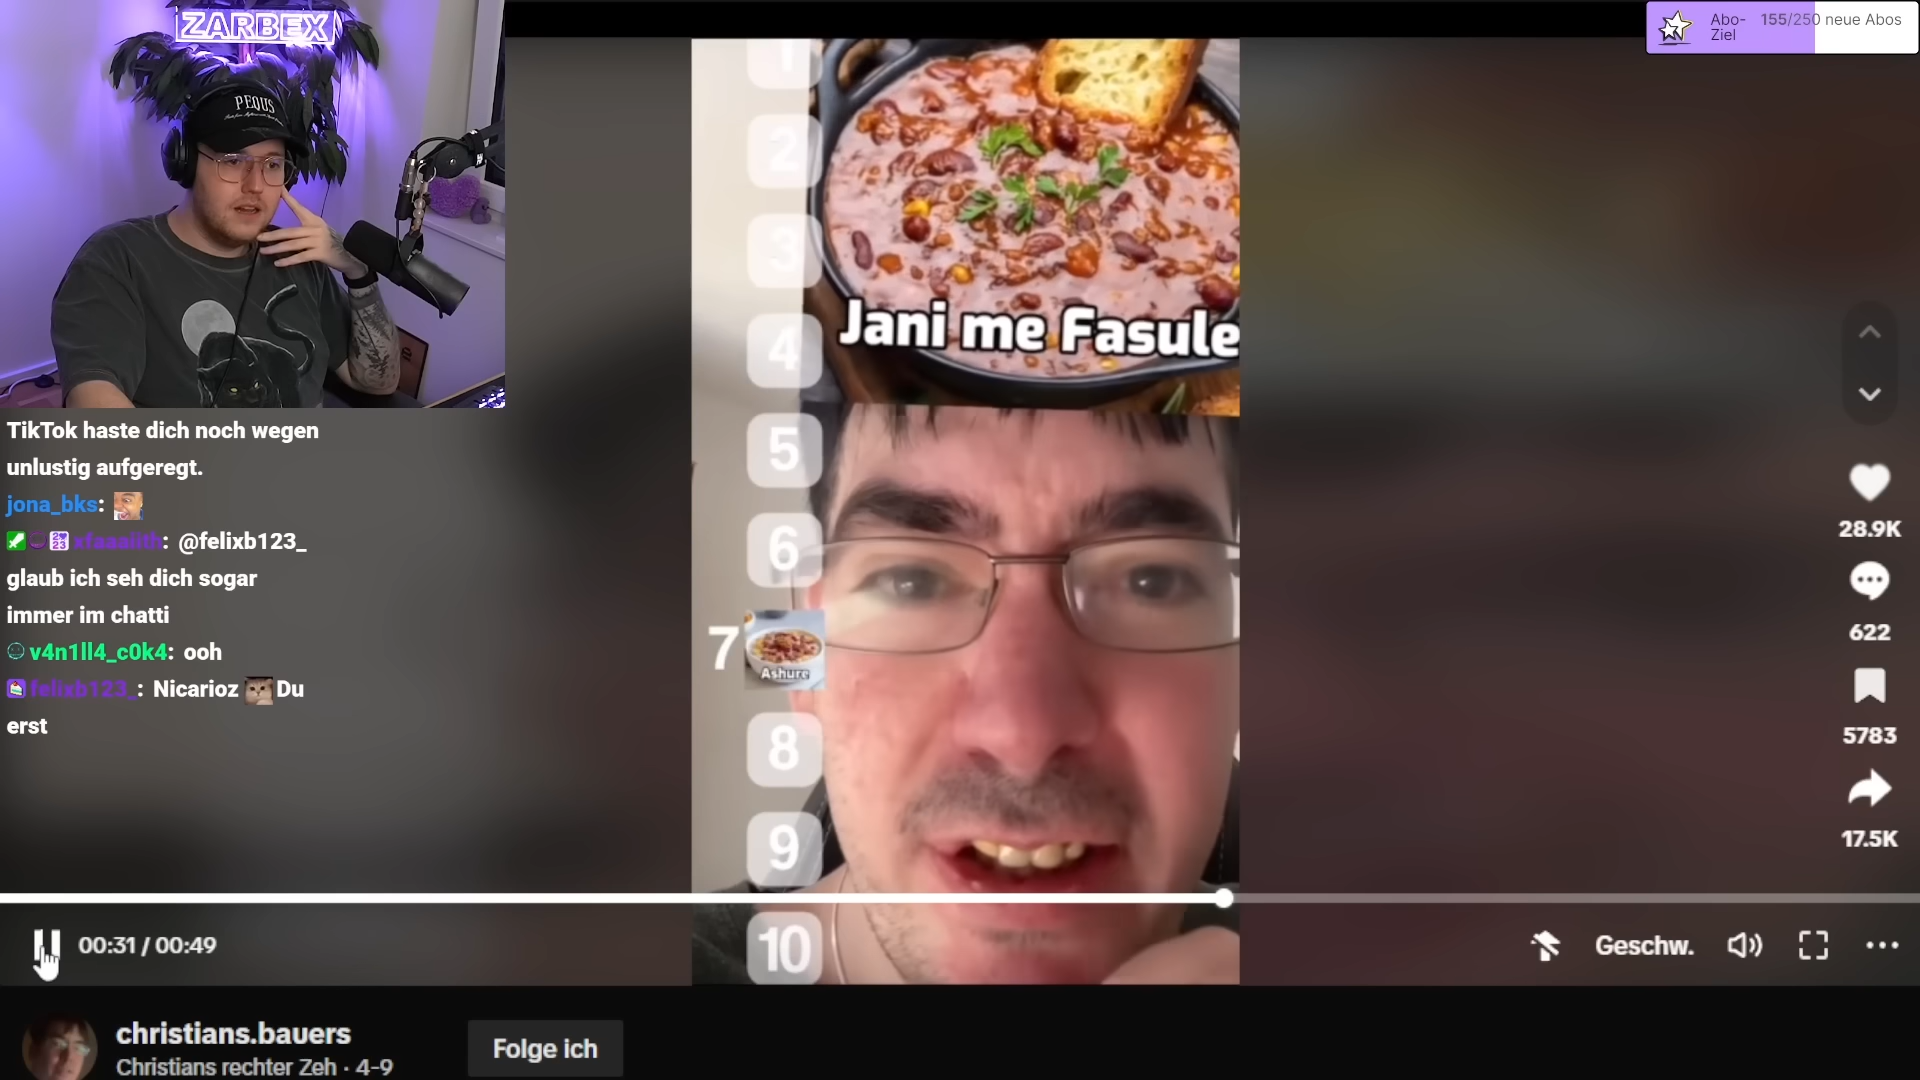 ZARBEX
PEQUS
Abo-Ziel
155/250 neue Abos
TikTok haste dich noch wegen
unlustig aufgeregt.
jona_bks:
xfaaaiith: @felixb123_
glaub ich seh dich sogar
immer im chatti
v4n1ll4_c0k4: ooh
felixb123_: Nicarioz Du
erst
1
2
3
4
5
6
7
8
9
10
Jani me Fasule
Ashure
28.9K
622
5783
17.5K
00:31 / 00:49
Geschw.
christians.bauers
Christians rechter Zeh · 4-9
Folge ich